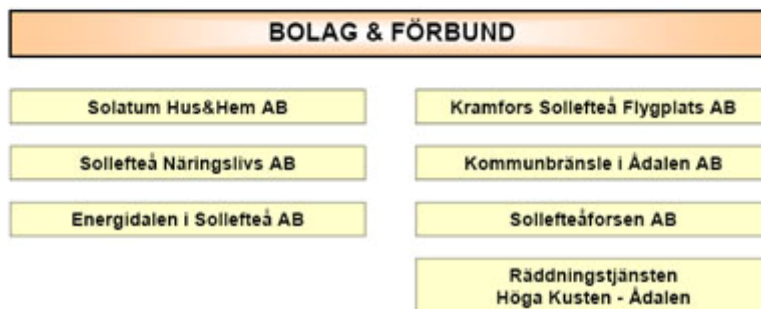 BOLAG & FÖRBUND
Solatum Hus&Hem AB
Sollefteå Näringslivs AB
Energidalen i Sollefteå AB
Kramfors Sollefteå Flygplats AB
Kommunbränsle i Ådalen AB
Sollefteåforsen AB
Räddningstjänsten
Höga Kusten - Ådalen